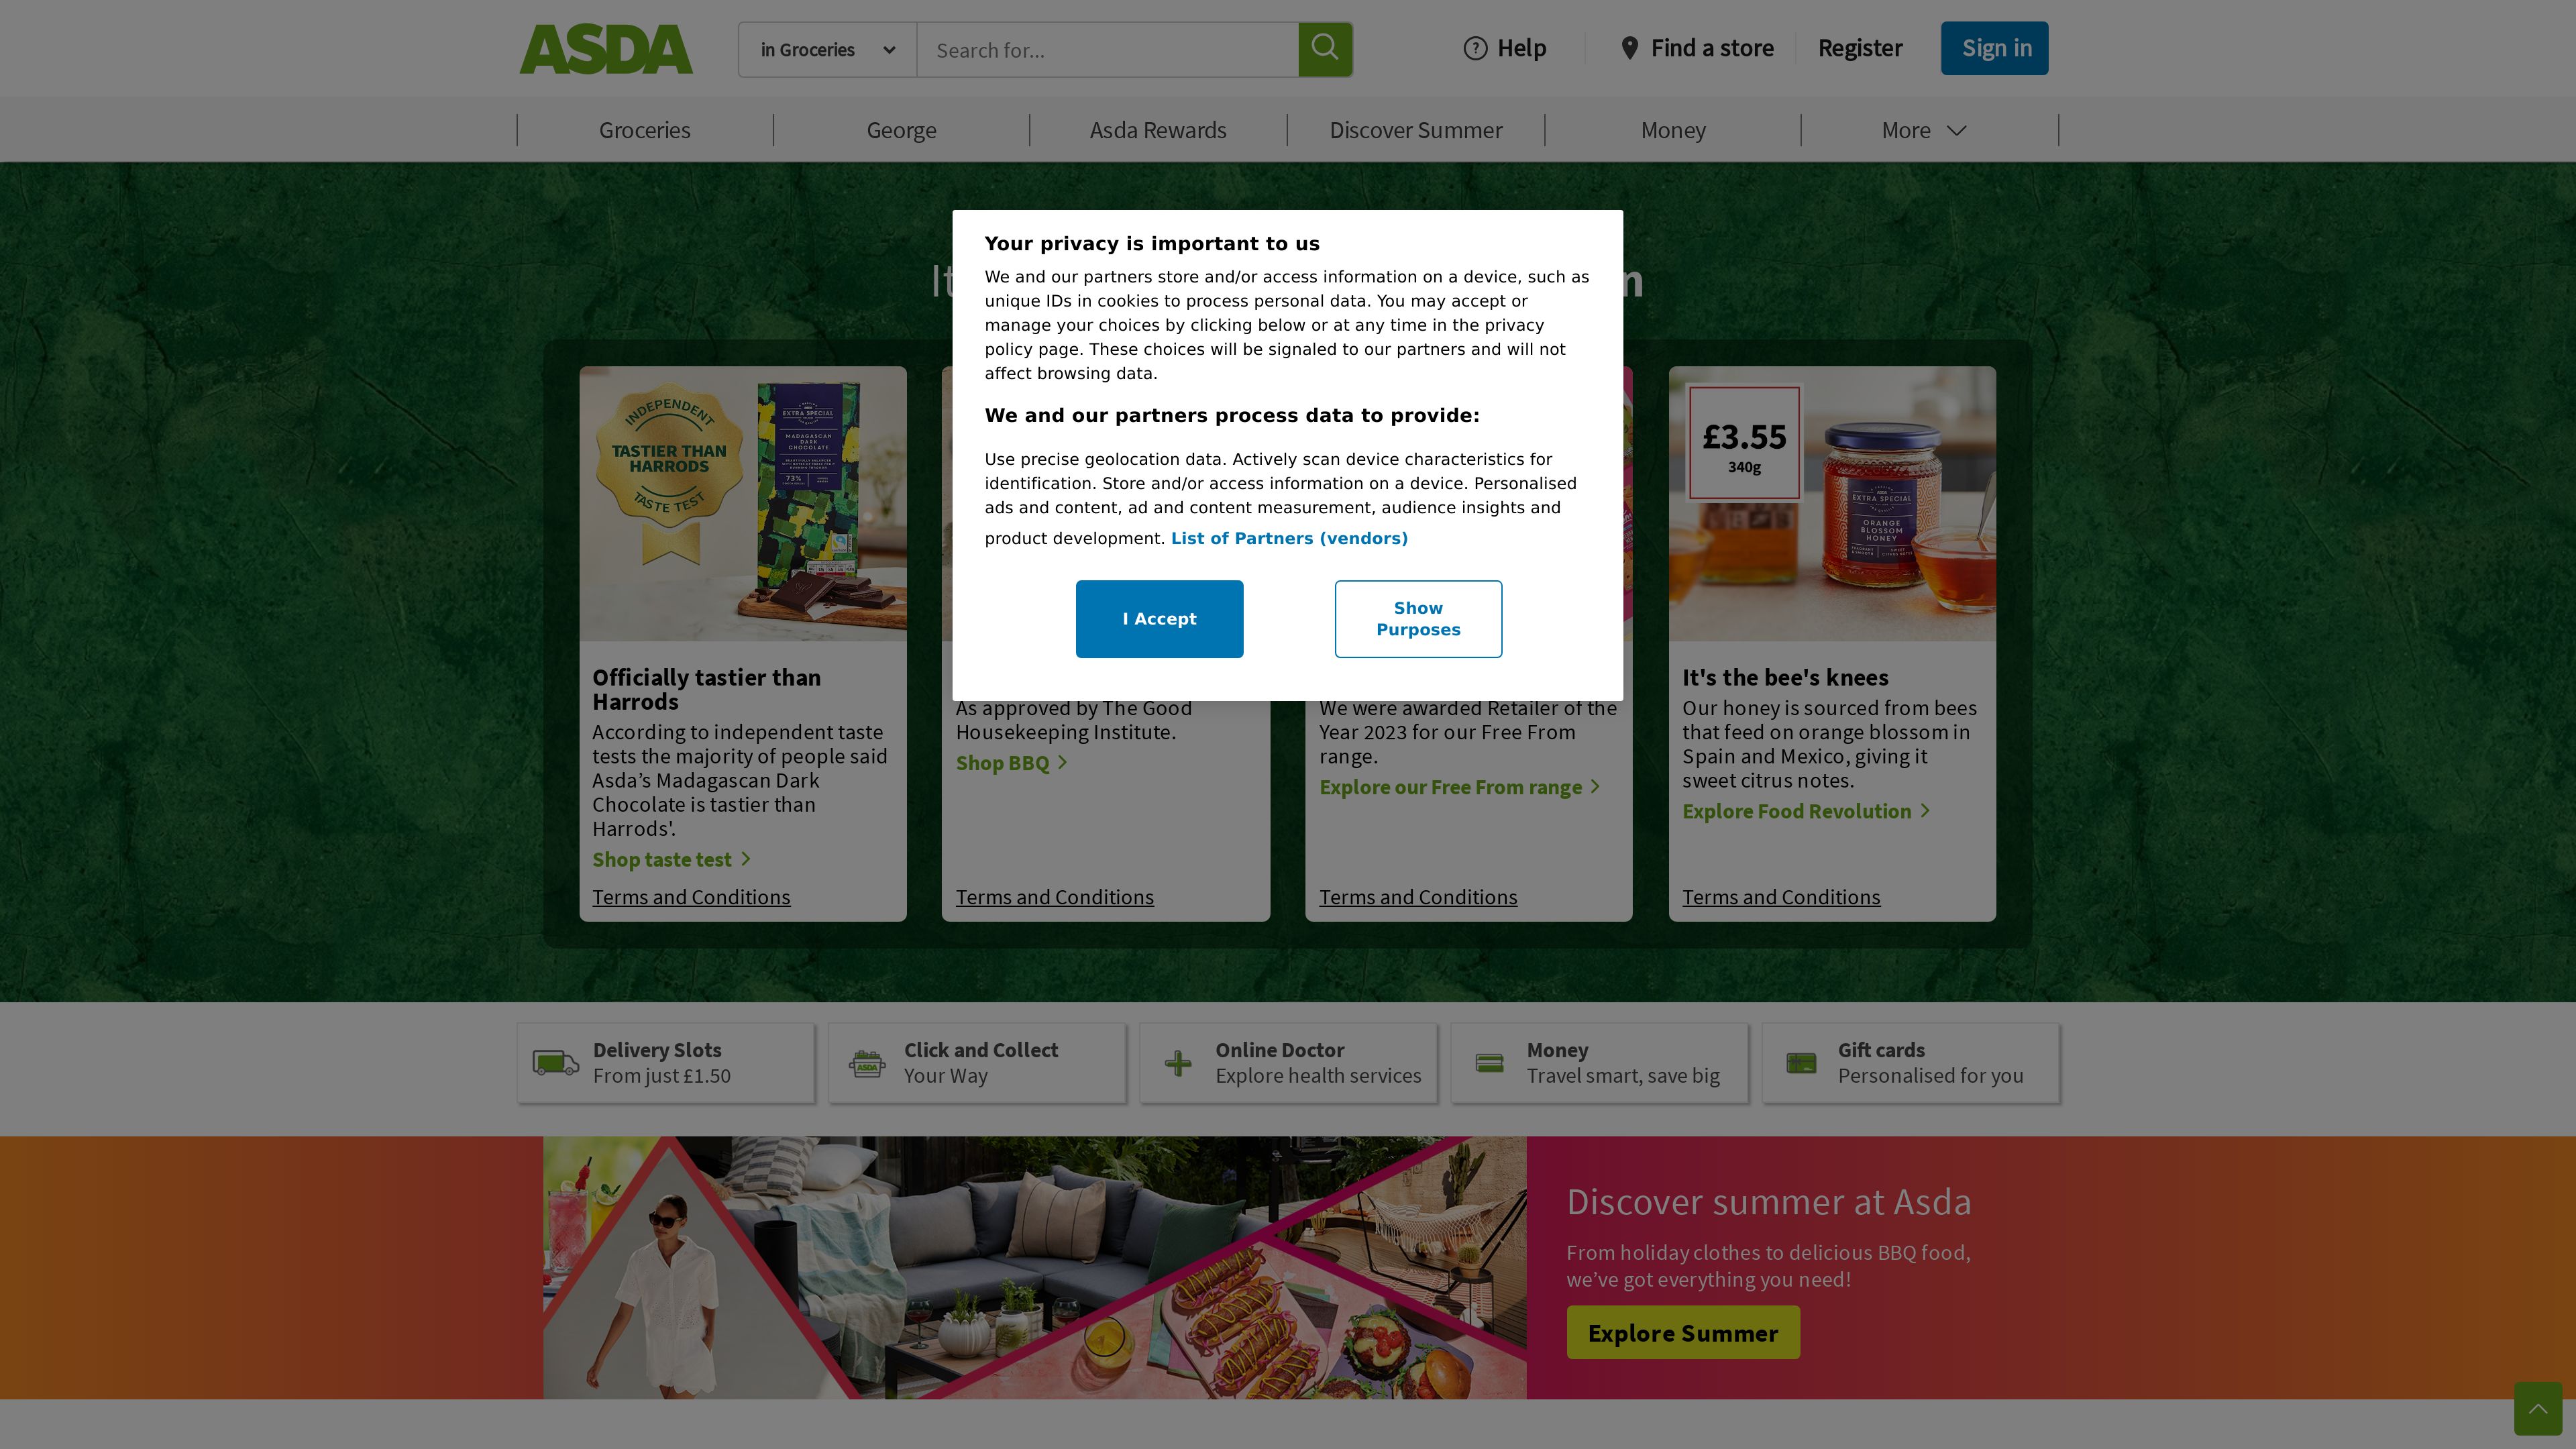 ASDA
in Groceries
Search for...
Help
Find a store
Register
Sign in
Groceries
George
Asda Rewards
Discover Summer
Money
More
It
n
Your privacy is important to us
We and our partners store and/or access information on a device, such as
unique IDs in cookies to process personal data. You may accept or
manage your choices by clicking below or at any time in the privacy
policy page. These choices will be signaled to our partners and will not
affect browsing data.
We and our partners process data to provide:
Use precise geolocation data. Actively scan device characteristics for
identification. Store and/or access information on a device. Personalised
ads and content, ad and content measurement, audience insights and
product development. List of Partners (vendors)
I Accept
Show
Purposes
INDEPENDENT
TASTIER THAN
HARRODS
TASTE TEST
EXTRA SPECIAL
MADAGASCAN
DARK
CHOCOLATE
73%
Officially tastier than
Harrods
According to independent taste
tests the majority of people said
Asda’s Madagascan Dark
Chocolate is tastier than
Harrods'.
Shop taste test
Terms and Conditions
As approved by The Good
Housekeeping Institute.
Shop BBQ
Terms and Conditions
We were awarded Retailer of the
Year 2023 for our Free From
range.
Explore our Free From range
Terms and Conditions
£3.55
340g
EXTRA SPECIAL
ORANGE
BLOSSOM
HONEY
It's the bee's knees
Our honey is sourced from bees
that feed on orange blossom in
Spain and Mexico, giving it
sweet citrus notes.
Explore Food Revolution
Terms and Conditions
Delivery Slots
From just £1.50
ASDA
Click and Collect
Your Way
Online Doctor
Explore health services
Money
Travel smart, save big
Gift cards
Personalised for you
Discover summer at Asda
From holiday clothes to delicious BBQ food,
we’ve got everything you need!
Explore Summer